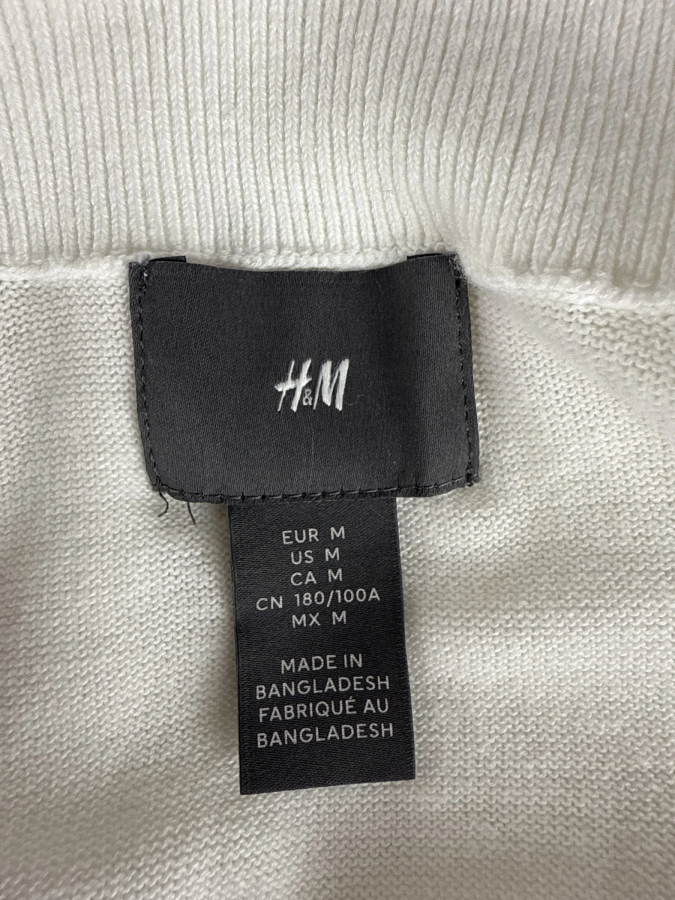 H&M
EUR M
US M
CA M
CN 180/100A
MX M
MADE IN
BANGLADESH
FABRIQUÉ AU
BANGLADESH